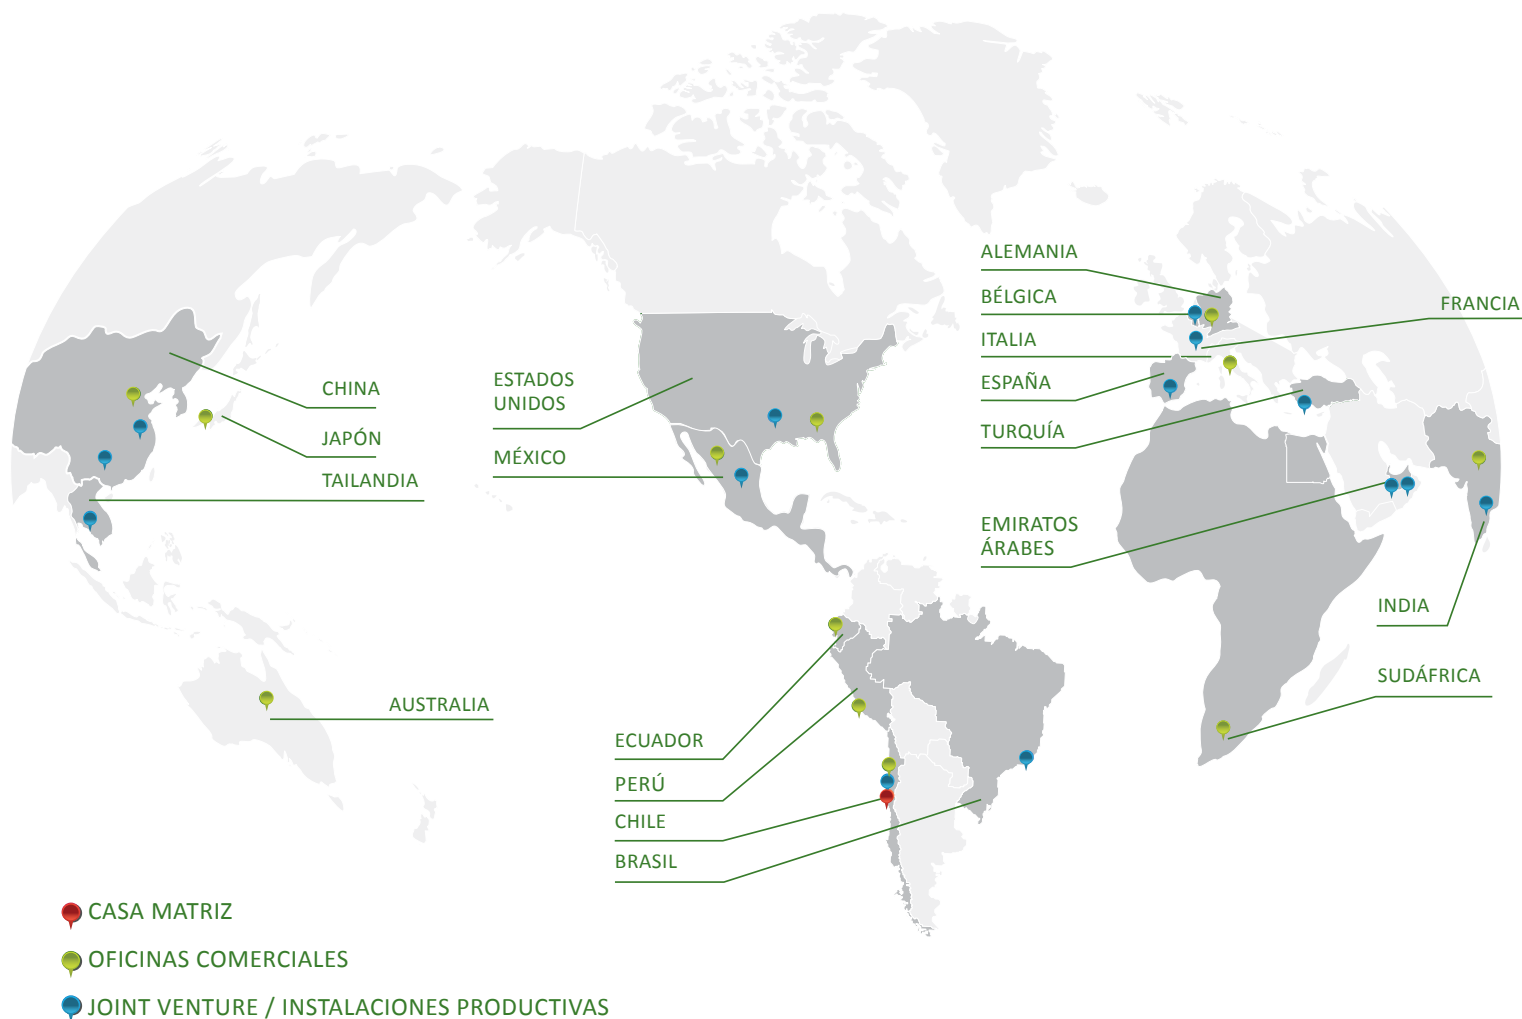 ALEMANIA
BÉLGICA
FRANCIA
ITALIA
ESPAÑA
TURQUÍA
CHINA
JAPÓN
TAILANDIA
ESTADOS
UNIDOS
MÉXICO
EMIRATOS
ÁRABES
INDIA
SUDÁFRICA
AUSTRALIA
ECUADOR
PERÚ
CHILE
BRASIL
CASA MATRIZ
OFICINAS COMERCIALES
JOINT VENTURE / INSTALACIONES PRODUCTIVAS